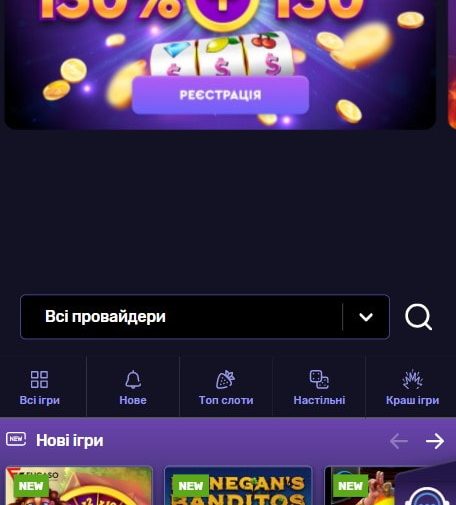 150% + 150
РЕЄСТРАЦІЯ
Всі провайдери
Всі ігри
Нове
Топ слоти
Настільні
Краш ігри
NEW
Нові ігри
NEW
NEW
NEW
NEGAN'S
BANDITOS